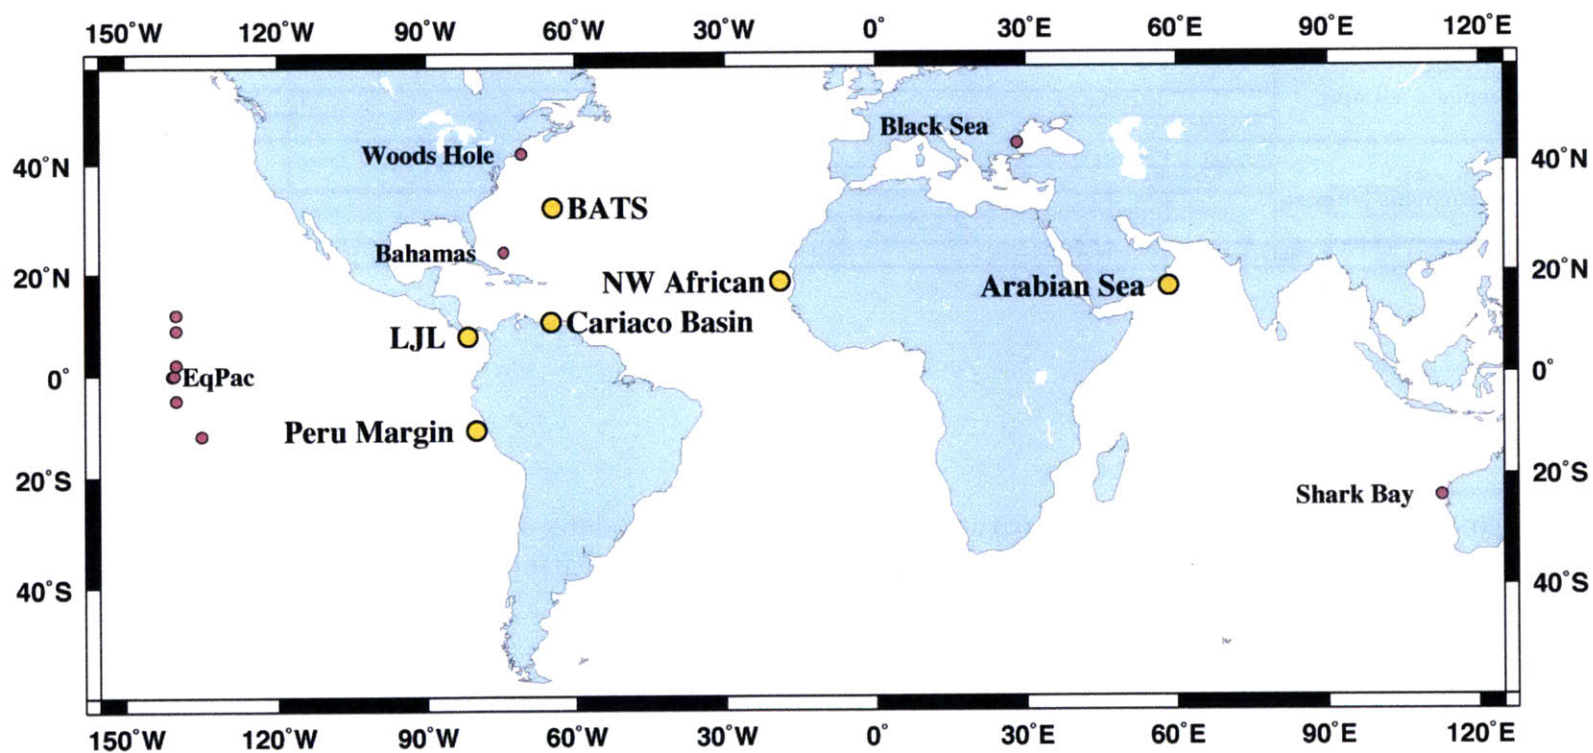 150˚W 120˚W 90˚W 60˚W 30˚W 0˚ 30˚E 60˚E 90˚E 120˚E
Black Sea
Woods Hole
40˚N 40˚N
BATS
Bahamas
20˚N NW African Arabian Sea 20˚N
Cariaco Basin
LJL
0˚ EqPac 0˚
Peru Margin
20˚S 20˚S
Shark Bay
40˚S 40˚S
150˚W 120˚W 90˚W 60˚W 30˚W 0˚ 30˚E 60˚E 90˚E 120˚E